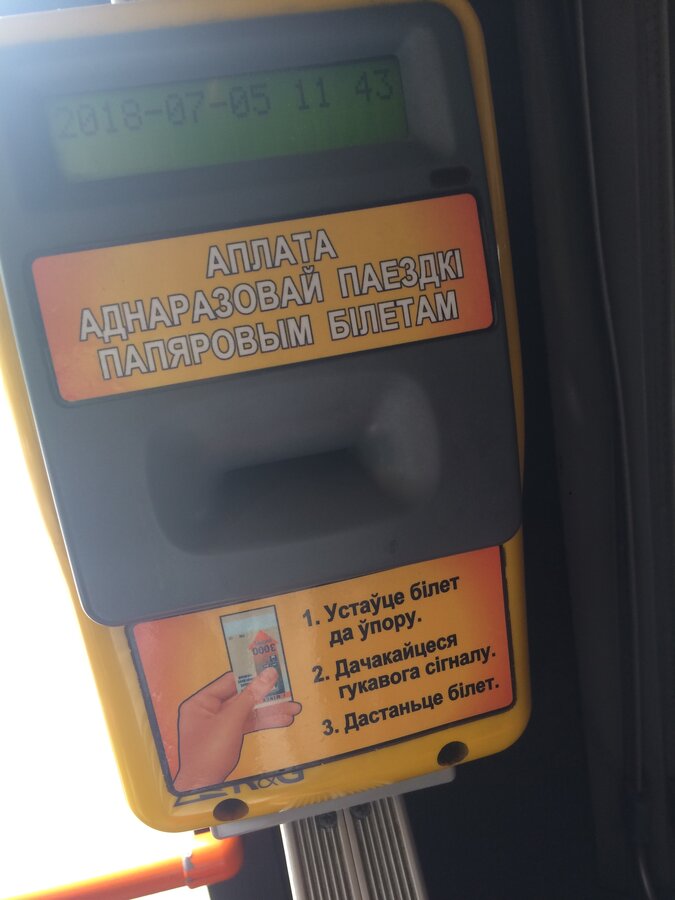 2018-07-05 11 43
АПЛАТА
АДНАРАЗОВАЙ ПАЕЗДКІ
ПАПЯРОВЫМ БІЛЕТАМ
1. Устаўце білет
да ўпору.
2. Дачакайцеся
гукавога сігналу.
3. Дастаньце білет.
3000
R&G